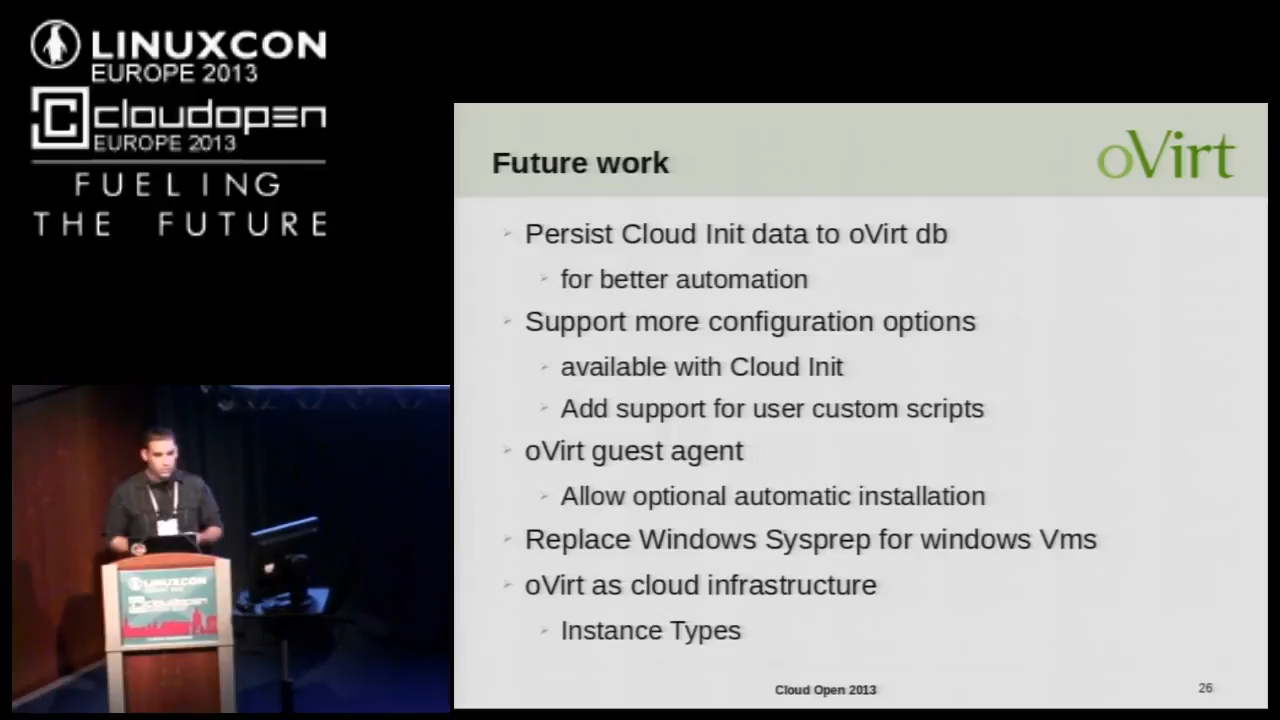 LINUXCON
EUROPE 2013
cloudopen
EUROPE 2013
FUELING
THE FUTURE
Future work
oVirt
Persist Cloud Init data to oVirt db
for better automation
Support more configuration options
available with Cloud Init
Add support for user custom scripts
oVirt guest agent
Allow optional automatic installation
Replace Windows Sysprep for windows Vms
oVirt as cloud infrastructure
Instance Types
Cloud Open 2013
26
LINUXCON
cloudopen